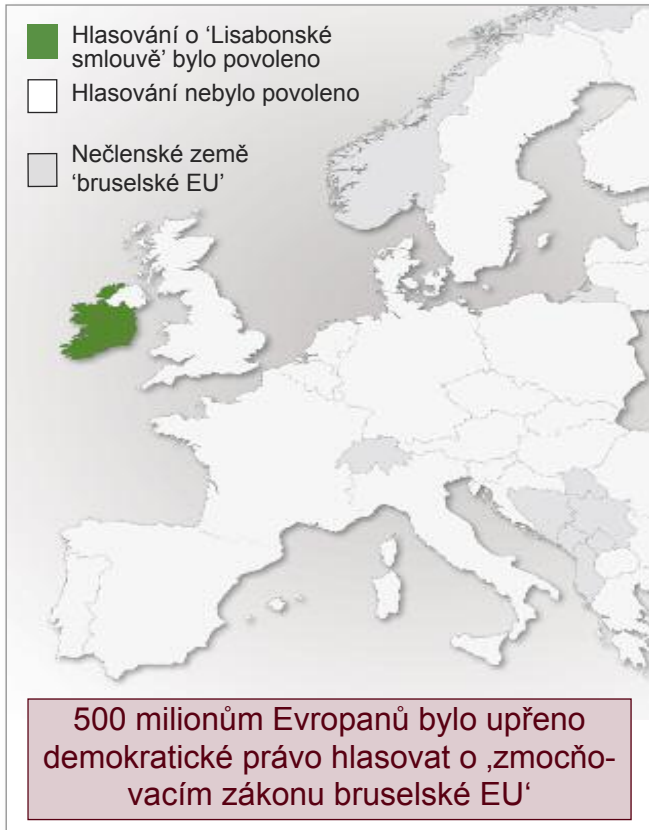 Hlasování o ‘Lisabonské
smlouvě’ bylo povoleno
Hlasování nebylo povoleno
Nečlenské země
‘bruselské EU’
500 milionům Evropanů bylo upřeno
demokratické právo hlasovat o ‚zmocňo-
vacím zákonu bruselské EU‘